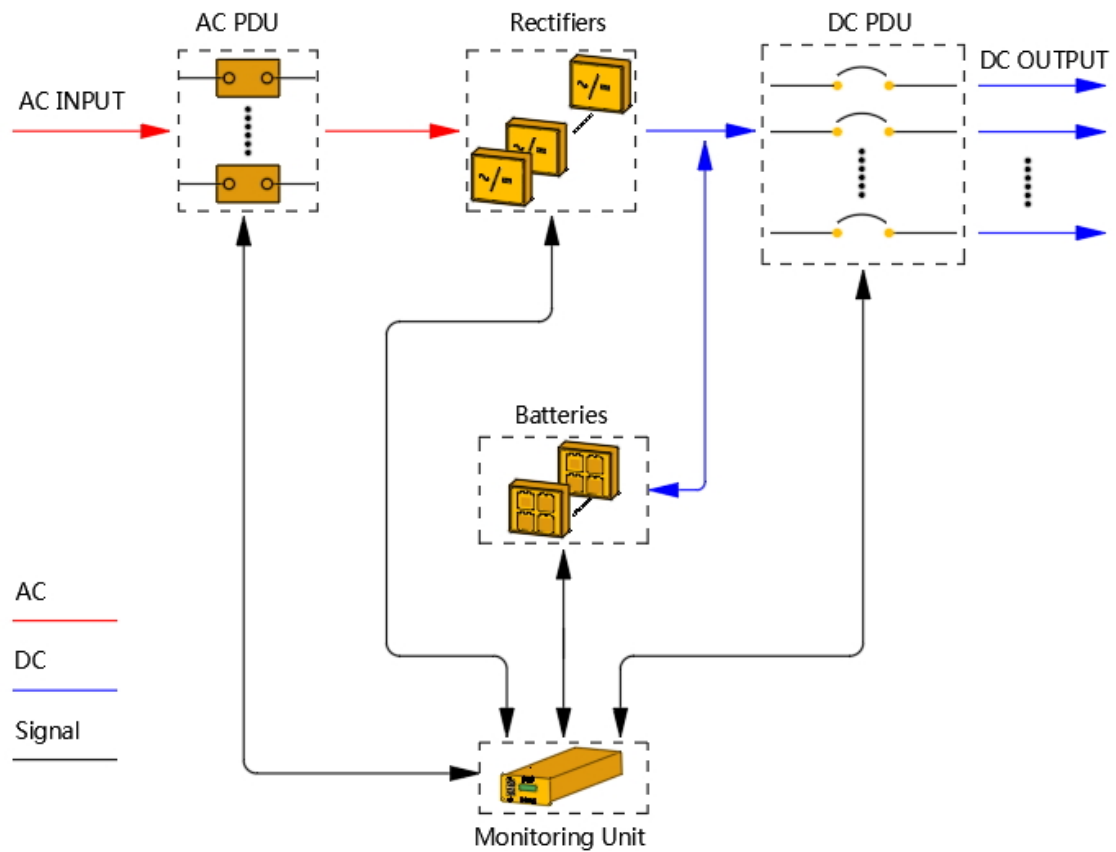 AC PDU
Rectifiers
DC PDU
AC INPUT
DC OUTPUT
~/=
~/=
~/=
Batteries
AC
DC
Signal
Monitoring Unit